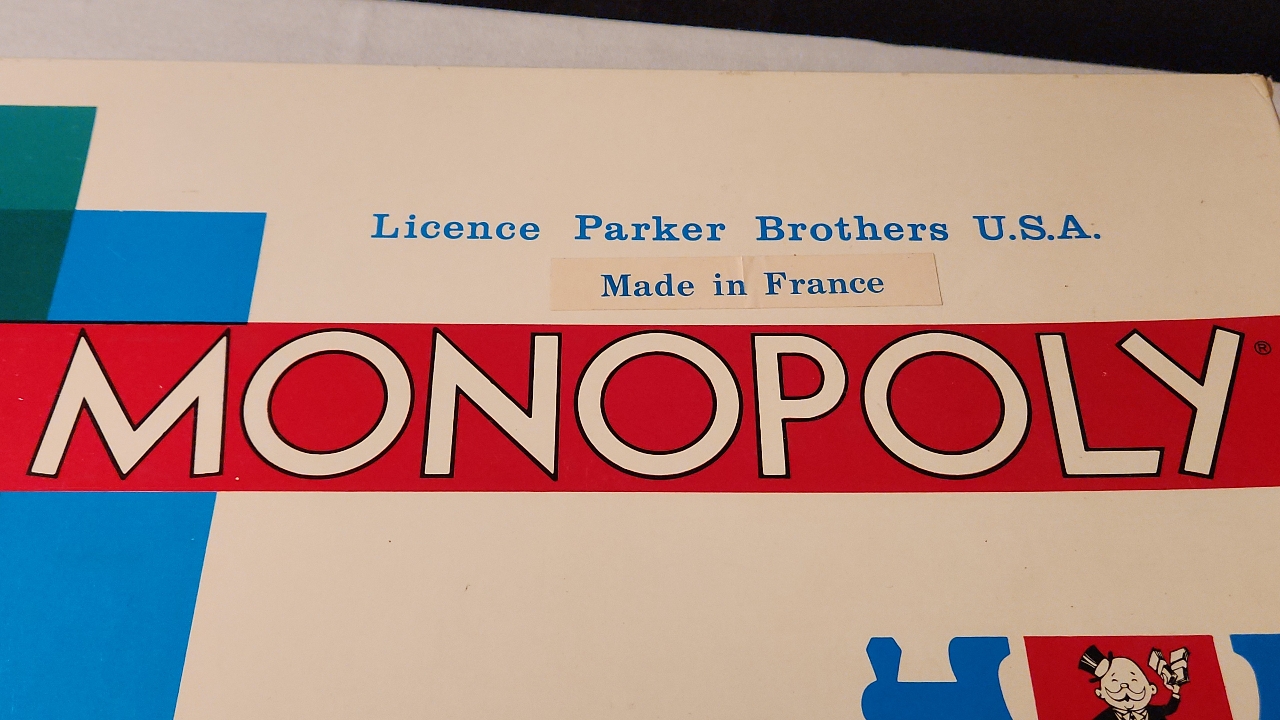 Licence Parker Brothers U.S.A.
Made in France
MONOPOLY®